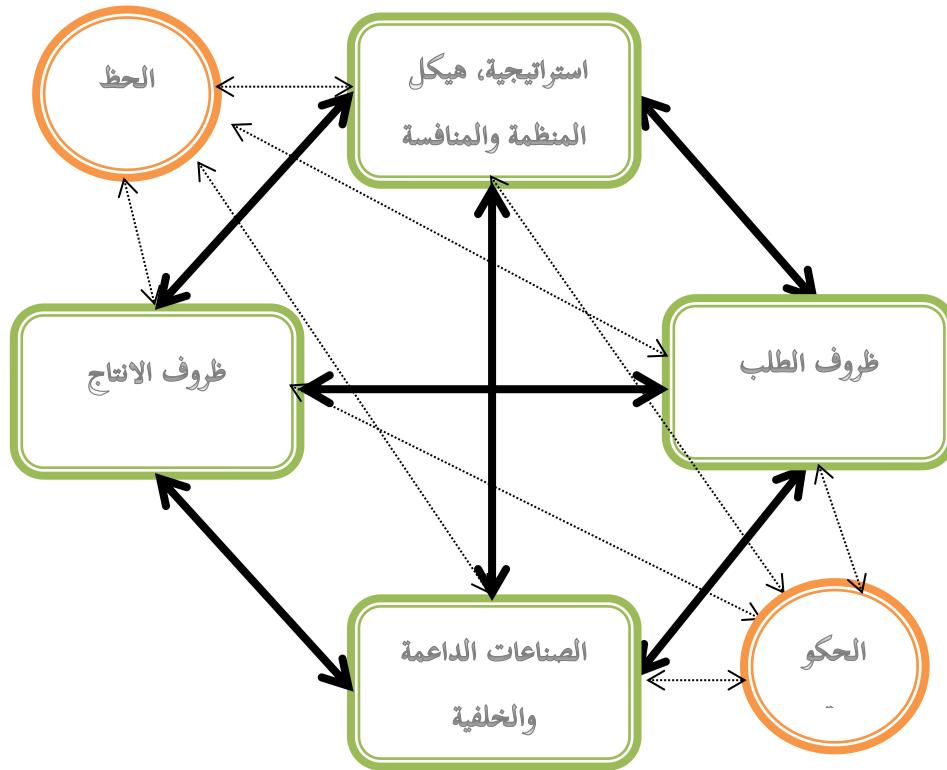 الحظ
استراتيجية، هيكل
المنظمة والمنافسة
ظروف الطلب
ظروف الانتاج
الصناعات الداعمة
والخلفية
الحكو